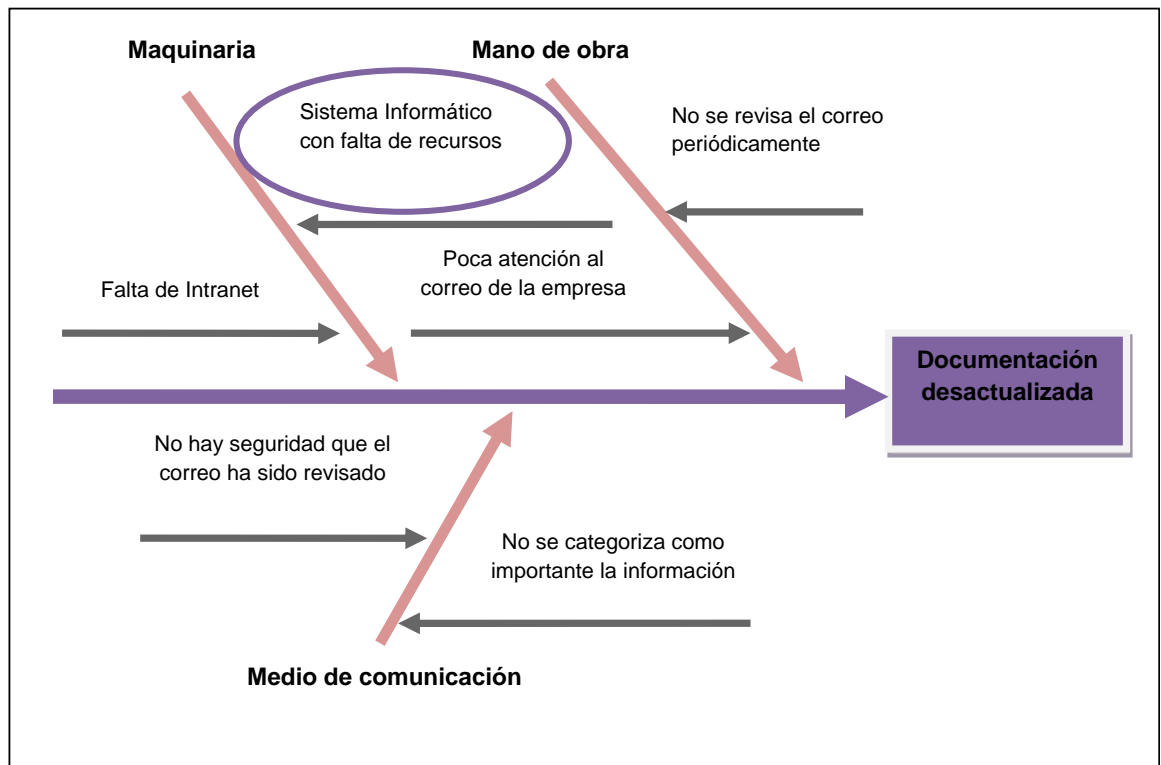 Maquinaria
Mano de obra
Sistema Informático
con falta de recursos
No se revisa el correo
periódicamente
Poca atención al
correo de la empresa
Falta de Intranet
Documentación
desactualizada
No hay seguridad que el
correo ha sido revisado
No se categoriza como
importante la información
Medio de comunicación